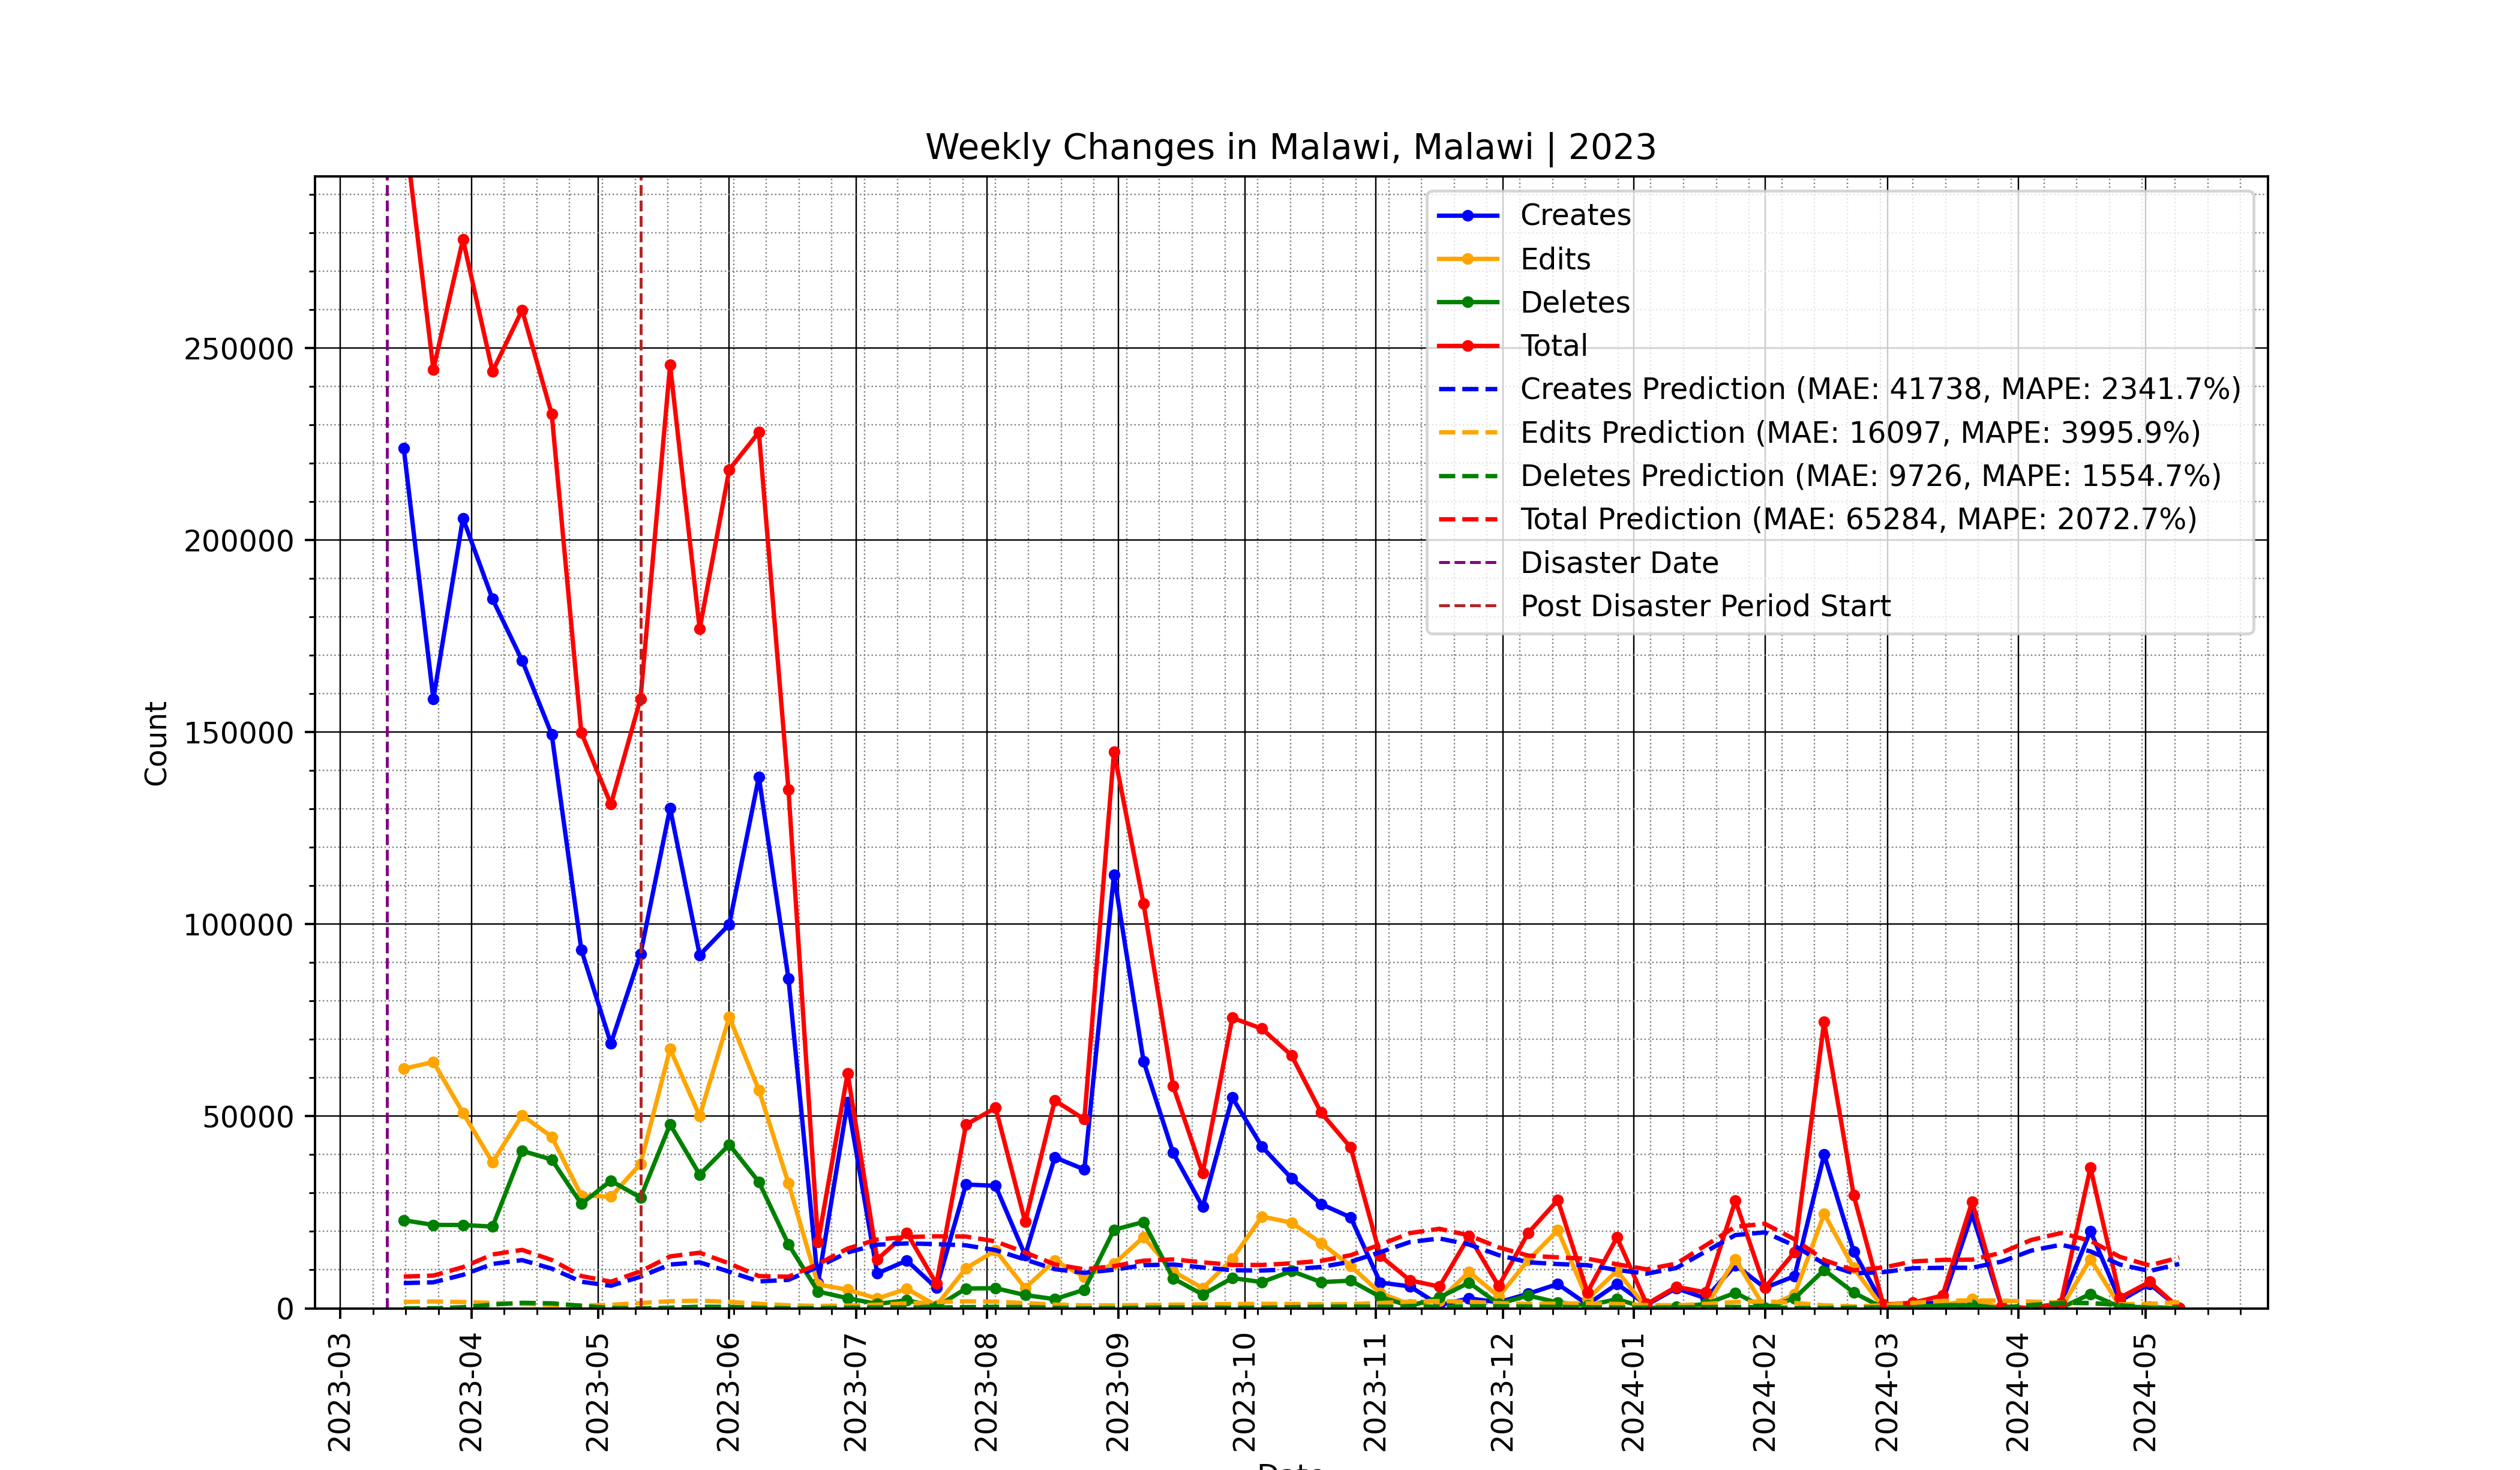 Weekly Changes in Malawi, Malawi | 2023
Creates
Edits
Deletes
Total
Creates Prediction (MAE: 41738, MAPE: 2341.7%)
Edits Prediction (MAE: 16097, MAPE: 3995.9%)
Deletes Prediction (MAE: 9726, MAPE: 1554.7%)
Total Prediction (MAE: 65284, MAPE: 2072.7%)
Disaster Date
Post Disaster Period Start
Count
250000
200000
150000
100000
50000
0
2023-03
2023-04
2023-05
2023-06
2023-07
2023-08
2023-09
2023-10
2023-11
2023-12
2024-01
2024-02
2024-03
2024-04
2024-05
Date